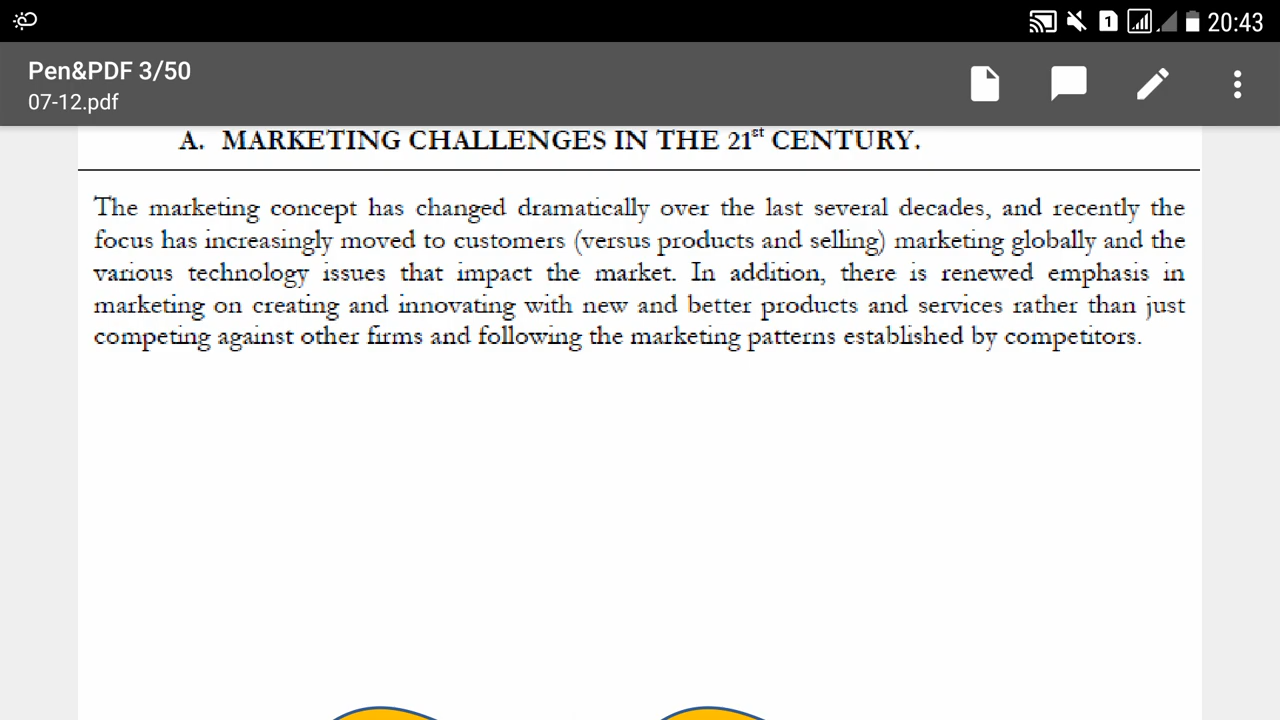 20:43
Pen&PDF 3/50
07-12.pdf
A. MARKETING CHALLENGES IN THE 21st CENTURY.
The marketing concept has changed dramatically over the last several decades, and recently the
focus has increasingly moved to customers (versus products and selling) marketing globally and the
various technology issues that impact the market. In addition, there is renewed emphasis in
marketing on creating and innovating with new and better products and services rather than just
competing against other firms and following the marketing patterns established by competitors.